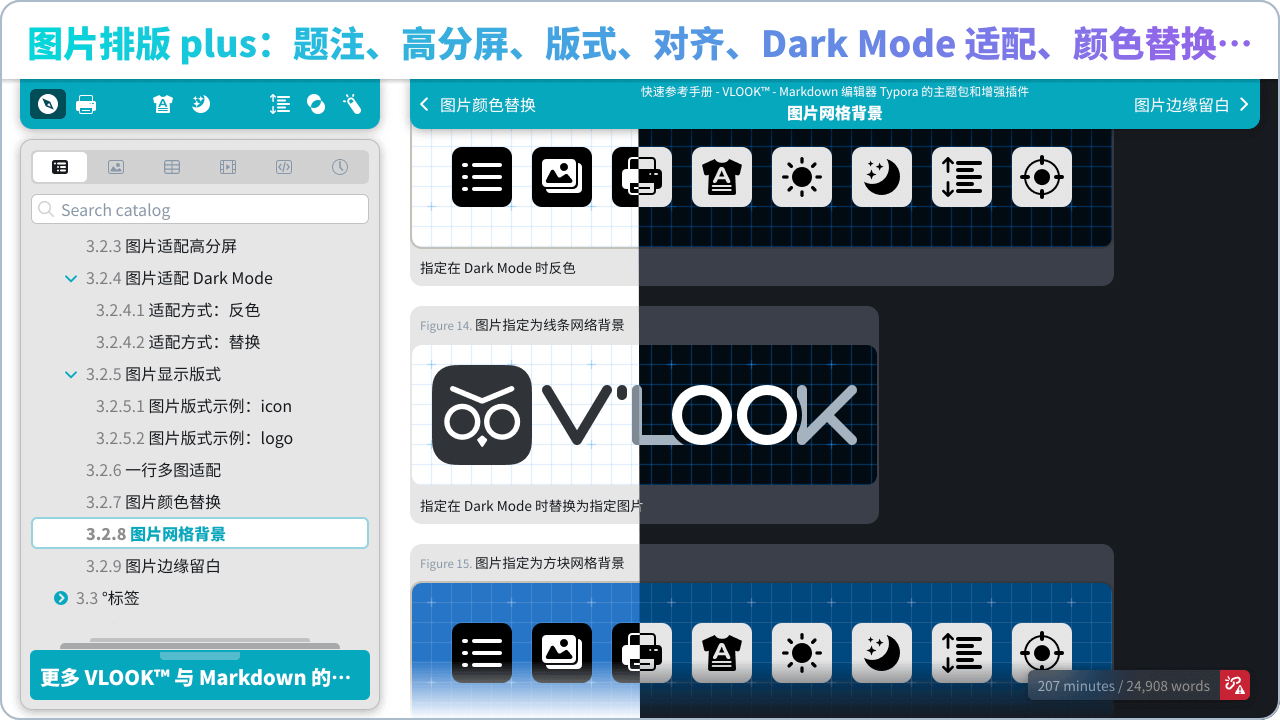 图片排版 plus：题注、高分屏、版式、对齐、Dark Mode 适配、颜色替换…
图片颜色替换
快速参考手册 - VLOOK™ - Markdown 编辑器 Typora 的主题包和增强插件
图片网格背景
图片边缘留白
Search catalog
3.2.3 图片适配高分屏
3.2.4 图片适配 Dark Mode
3.2.4.1 适配方式：反色
3.2.4.2 适配方式：替换
3.2.5 图片显示版式
3.2.5.1 图片版式示例：icon
3.2.5.2 图片版式示例：logo
3.2.6 一行多图适配
3.2.7 图片颜色替换
3.2.8 图片网格背景
3.2.9 图片边缘留白
3.3 °标签
更多 VLOOK™ 与 Markdown 的…
指定在 Dark Mode 时反色
Figure 14. 图片指定为线条网络背景
V'LOOK
指定在 Dark Mode 时替换为指定图片
Figure 15. 图片指定为方块网格背景
207 minutes / 24,908 words